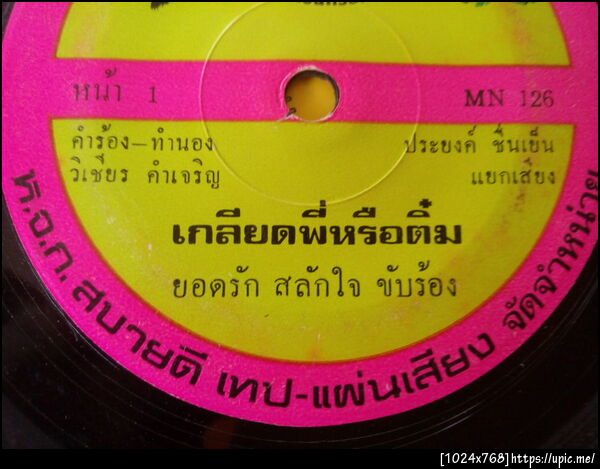 หน้า 1
MN 126
คำร้อง-ทำนอง
วิเชียร คำเจริญ
ประยงค์ ชื่นเย็น
แยกเสียง
เกลียดพี่หรือติ๋ม
ยอดรัก สลักใจ ขับร้อง
ห.จ.ก. สบายดี เทป-แผ่นเสียง จัดจำหน่าย
[1024x768]https://upic.me/